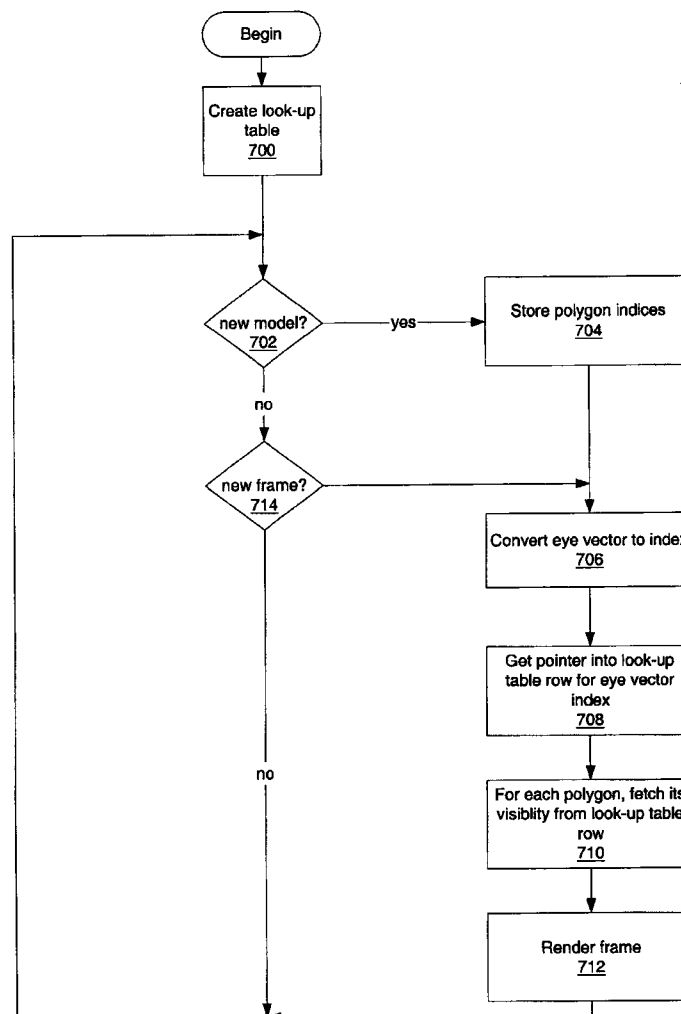 Begin
Create look-up
table
700
new model?
702
yes
Store polygon indices
704
no
new frame?
714
Convert eye vector to index
706
Get pointer into look-up
table row for eye vector
index
708
no
For each polygon, fetch its
visiblity from look-up table
row
710
Render frame
712